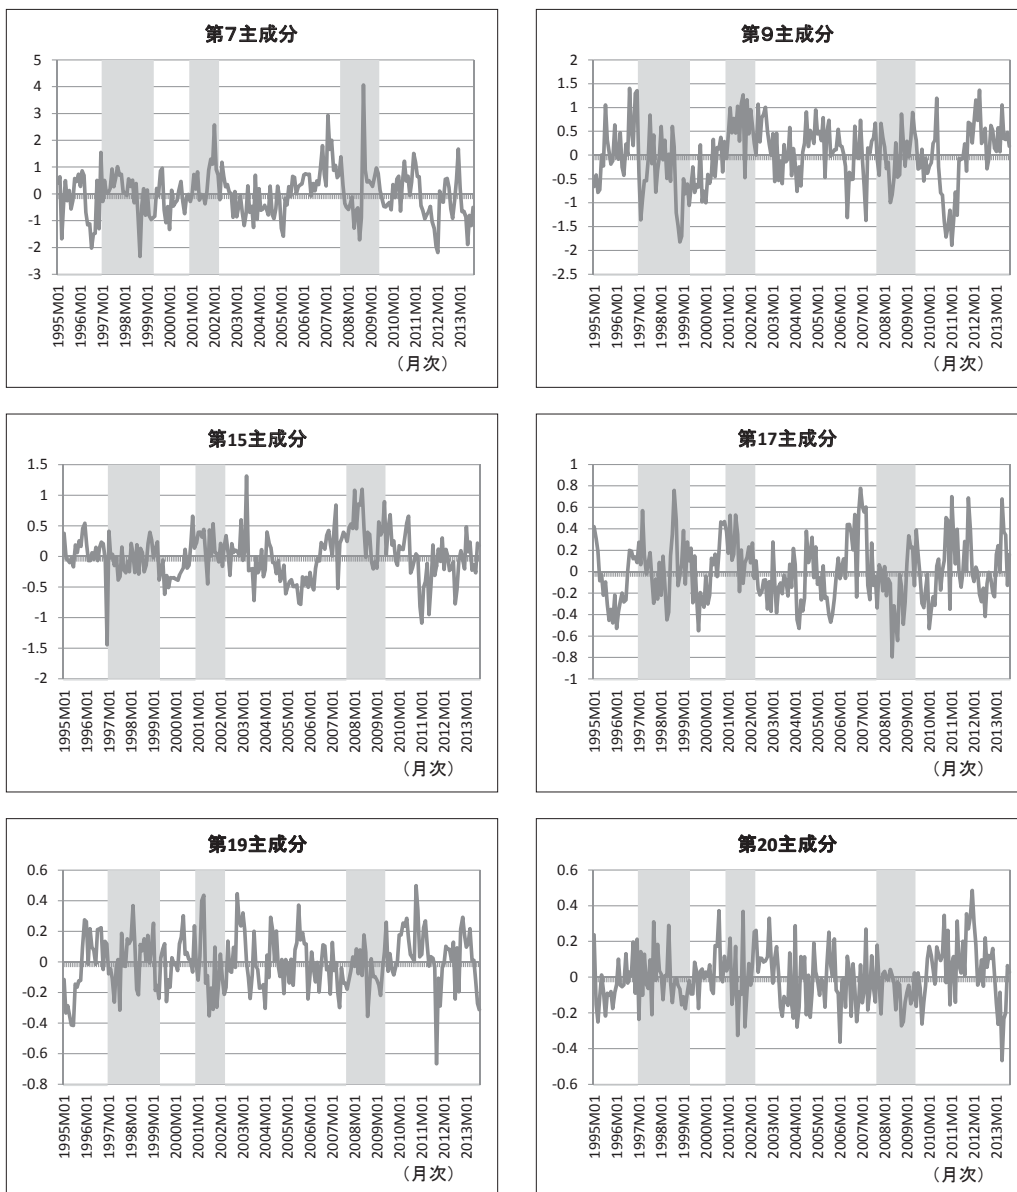 第7主成分
5
4
3
2
1
0
-1
-2
-3
1995M01
1996M01
1997M01
1998M01
1999M01
2000M01
2001M01
2002M01
2003M01
2004M01
2005M01
2006M01
2007M01
2008M01
2009M01
2010M01
2011M01
2012M01
2013M01
（月次）
第9主成分
2
1.5
1
0.5
0
-0.5
-1
-1.5
-2
-2.5
1995M01
1996M01
1997M01
1998M01
1999M01
2000M01
2001M01
2002M01
2003M01
2004M01
2005M01
2006M01
2007M01
2008M01
2009M01
2010M01
2011M01
2012M01
2013M01
（月次）
第15主成分
1.5
1
0.5
0
-0.5
-1
-1.5
-2
1995M01
1996M01
1997M01
1998M01
1999M01
2000M01
2001M01
2002M01
2003M01
2004M01
2005M01
2006M01
2007M01
2008M01
2009M01
2010M01
2011M01
2012M01
2013M01
（月次）
第17主成分
1
0.8
0.6
0.4
0.2
0
-0.2
-0.4
-0.6
-0.8
-1
1995M01
1996M01
1997M01
1998M01
1999M01
2000M01
2001M01
2002M01
2003M01
2004M01
2005M01
2006M01
2007M01
2008M01
2009M01
2010M01
2011M01
2012M01
2013M01
（月次）
第19主成分
0.6
0.4
0.2
0
-0.2
-0.4
-0.6
-0.8
1995M01
1996M01
1997M01
1998M01
1999M01
2000M01
2001M01
2002M01
2003M01
2004M01
2005M01
2006M01
2007M01
2008M01
2009M01
2010M01
2011M01
2012M01
2013M01
（月次）
第20主成分
0.6
0.4
0.2
0
-0.2
-0.4
-0.6
1995M01
1996M01
1997M01
1998M01
1999M01
2000M01
2001M01
2002M01
2003M01
2004M01
2005M01
2006M01
2007M01
2008M01
2009M01
2010M01
2011M01
2012M01
2013M01
（月次）